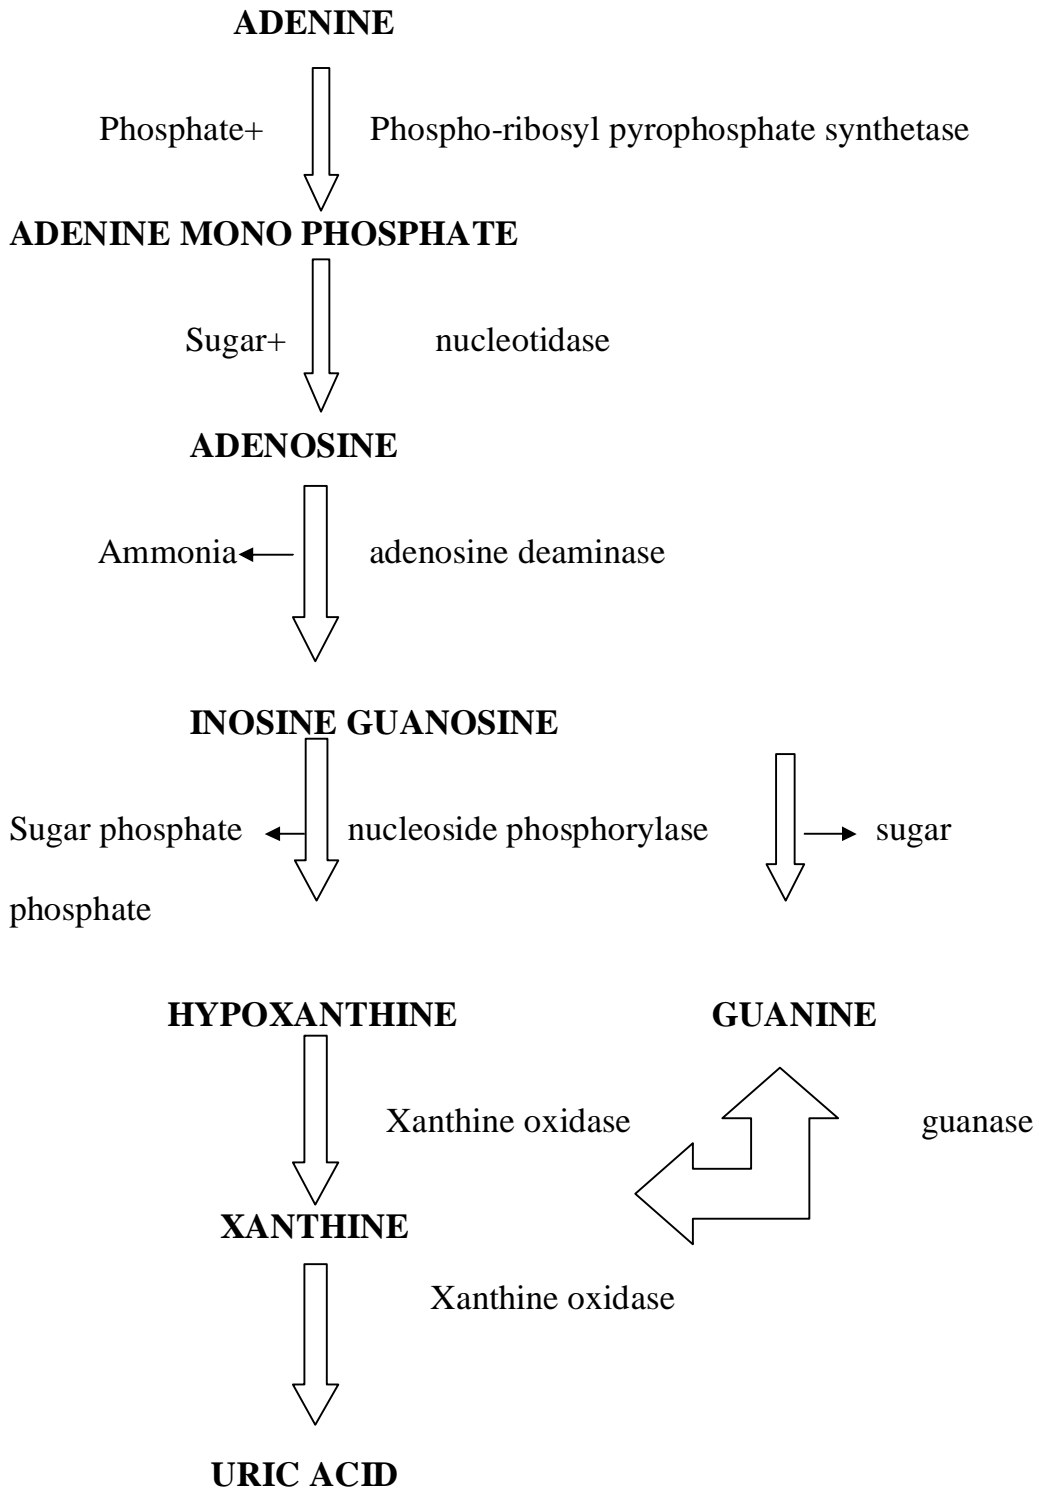 ADENINE
Phosphate+ Phospho-ribosyl pyrophosphate synthetase
ADENINE MONO PHOSPHATE
Sugar+ nucleotidase
ADENOSINE
Ammonia adenosine deaminase
INOSINE GUANOSINE
Sugar phosphate nucleoside phosphorylase sugar
phosphate
HYPOXANTHINE GUANINE
Xanthine oxidase guanase
XANTHINE
Xanthine oxidase
URIC ACID